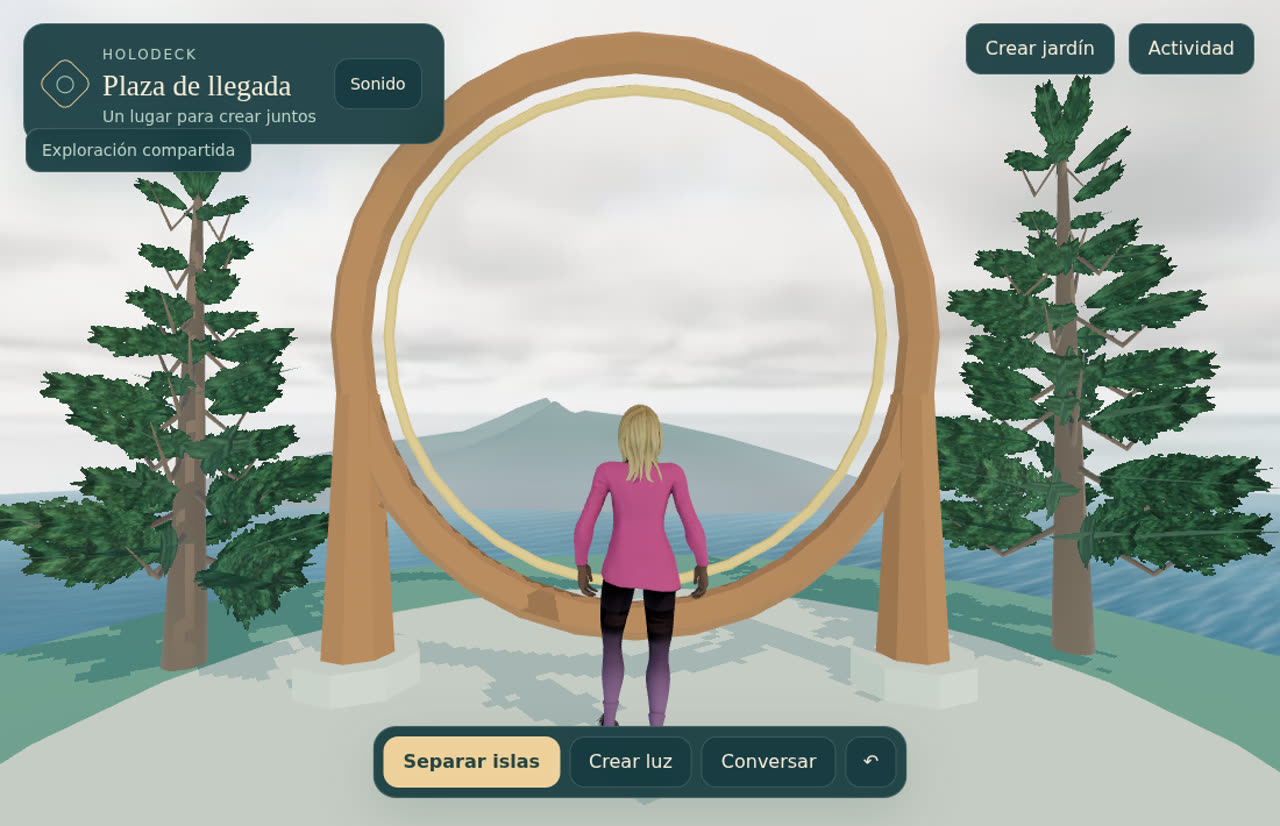 HOLODECK
Plaza de llegada
Un lugar para crear juntos
Sonido
Exploración compartida
Crear jardín
Actividad
Separar islas
Crear luz
Conversar
↶